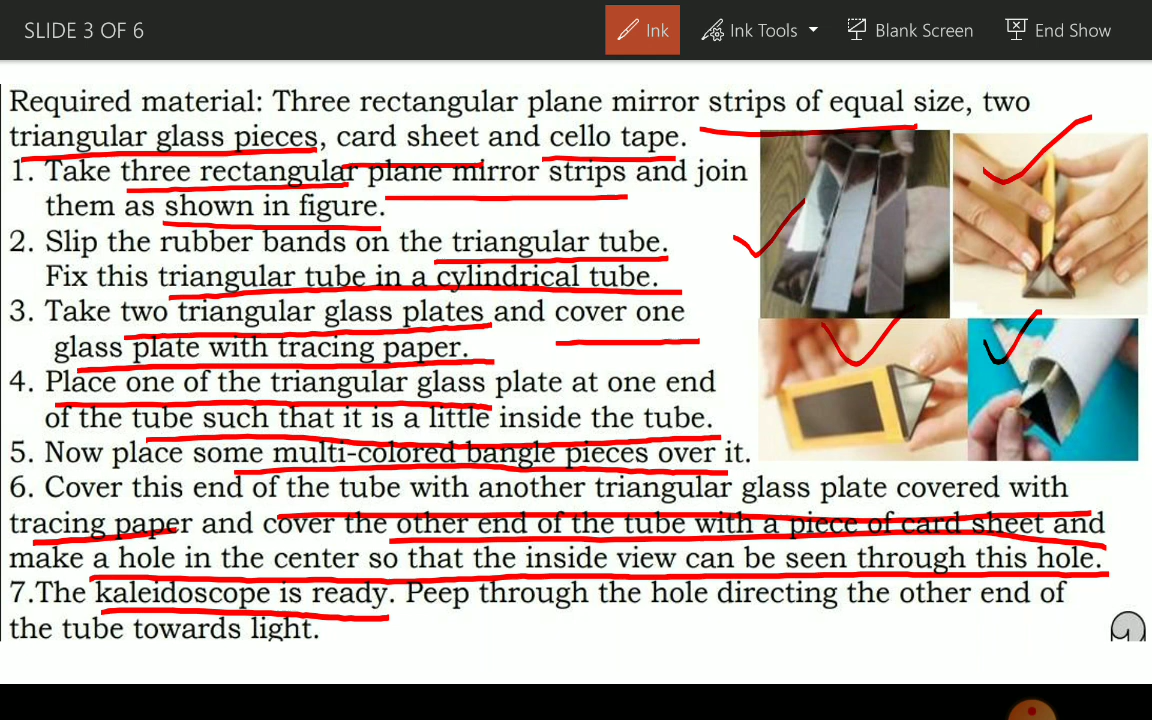 SLIDE 3 OF 6
Ink
Ink Tools
Blank Screen
End Show
Required material: Three rectangular plane mirror strips of equal size, two
triangular glass pieces, card sheet and cello tape.
1. Take three rectangular plane mirror strips and join
them as shown in figure.
2. Slip the rubber bands on the triangular tube.
Fix this triangular tube in a cylindrical tube.
3. Take two triangular glass plates and cover one
glass plate with tracing paper.
4. Place one of the triangular glass plate at one end
of the tube such that it is a little inside the tube.
5. Now place some multi-colored bangle pieces over it.
6. Cover this end of the tube with another triangular glass plate covered with
tracing paper and cover the other end of the tube with a piece of card sheet and
make a hole in the center so that the inside view can be seen through this hole.
7.The kaleidoscope is ready. Peep through the hole directing the other end of
the tube towards light.